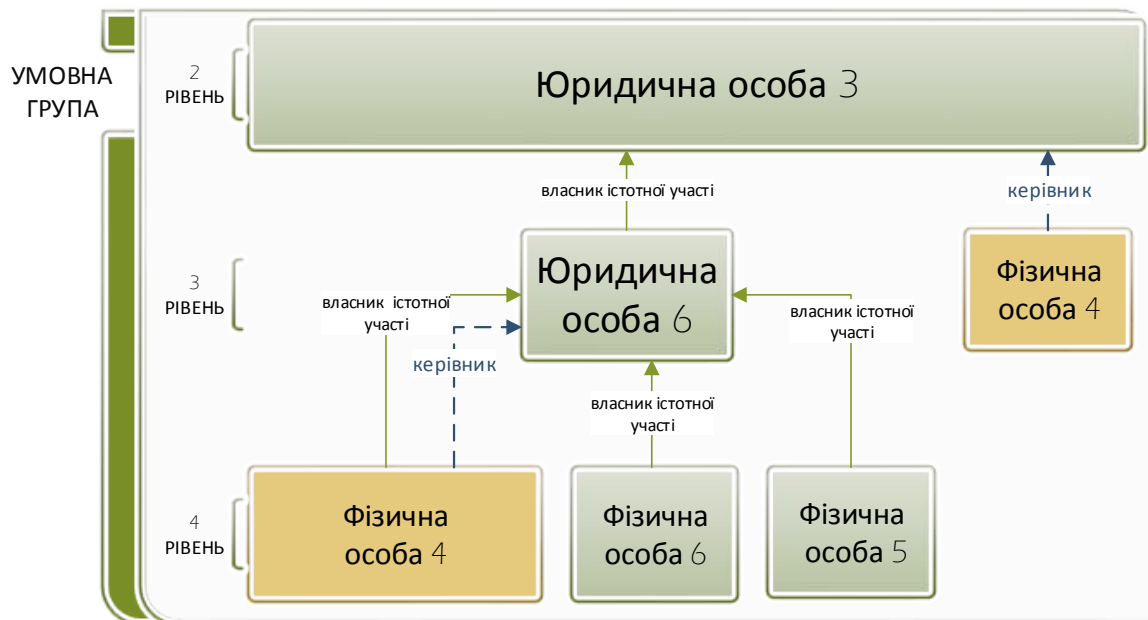 УМОВНА
ГРУПА
2
РІВЕНЬ
Юридична особа 3
власник істотної участі
керівник
3
РІВЕНЬ
Юридична
особа 6
Фізична
особа 4
власник істотної
участі
власник істотної
участі
керівник
власник істотної
участі
4
РІВЕНЬ
Фізична
особа 4
Фізична
особа 6
Фізична
особа 5